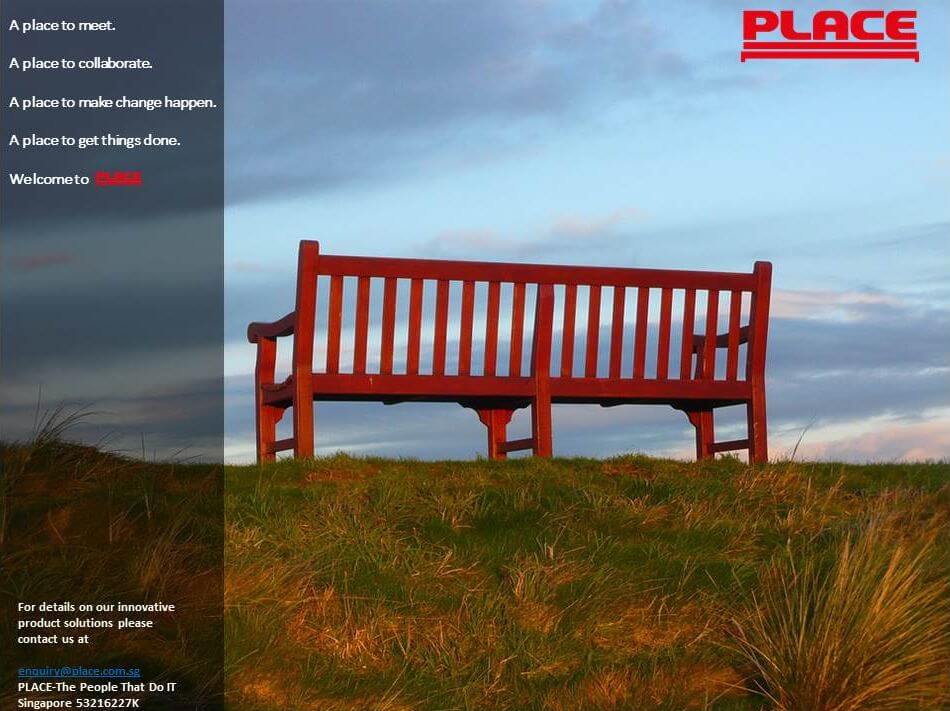 A place to meet.
A place to collaborate.
A place to make change happen.
A place to get things done.
Welcome to PLACE
PLACE
For details on our innovative
product solutions please
contact us at
enquiry@place.com.sg
PLACE-The People That Do IT
Singapore 53216227K